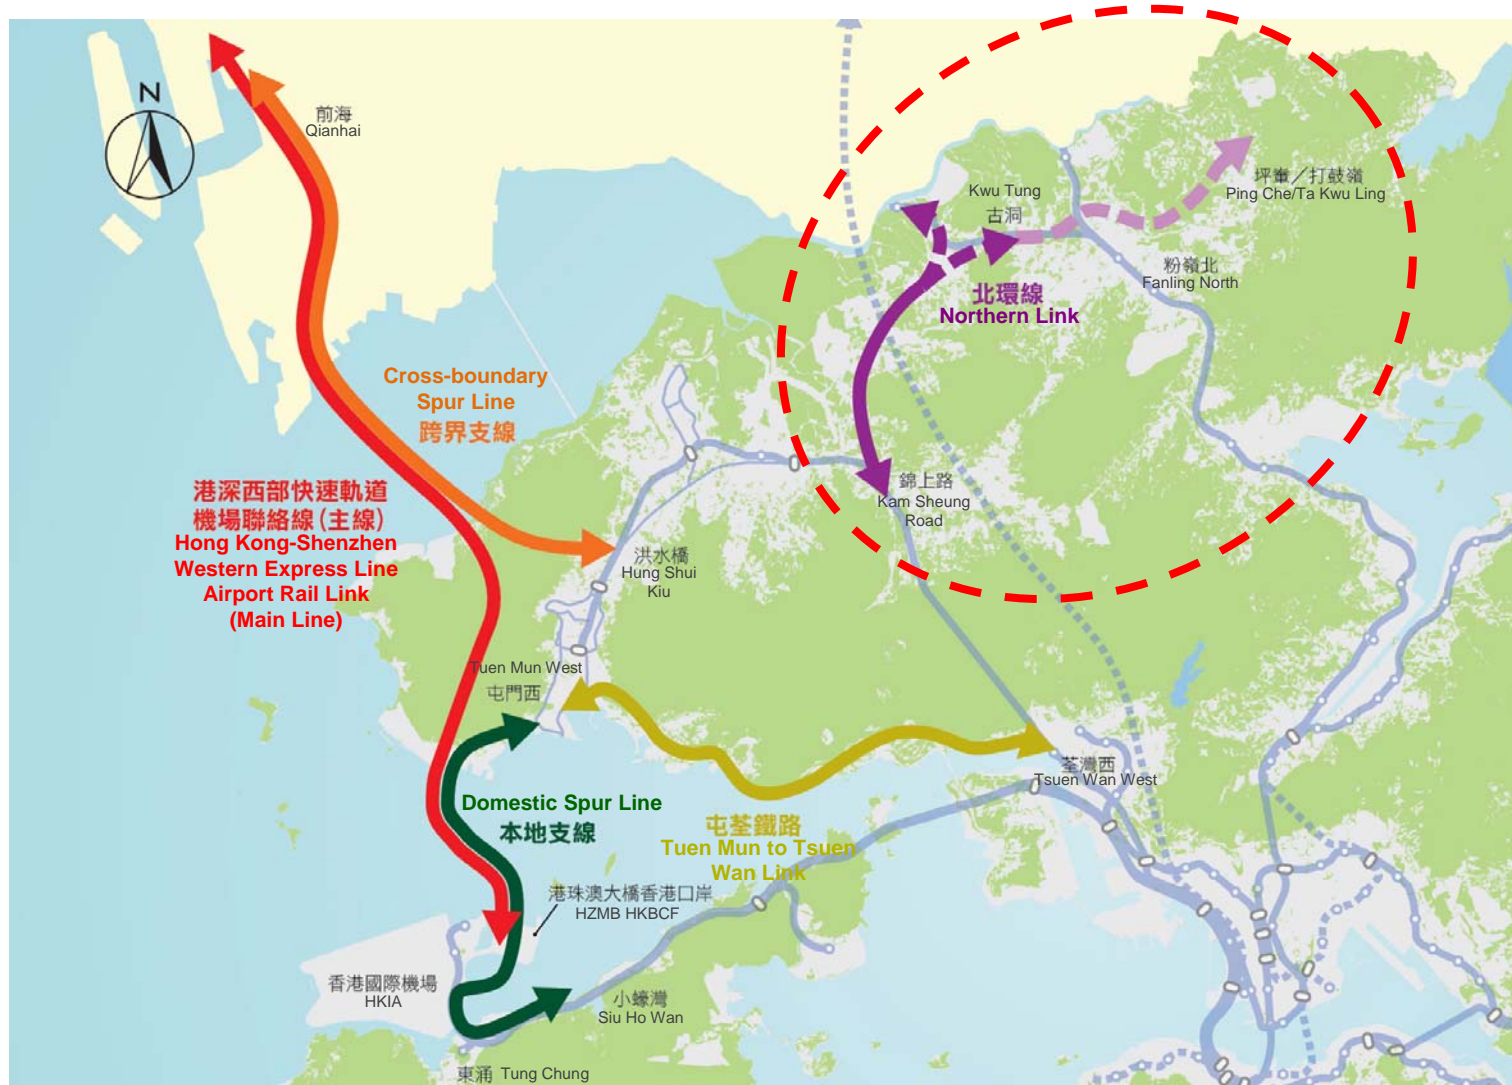 N
前海
Qianhai
Kwu Tung
古洞
坪輋／打鼓嶺
Ping Che/Ta Kwu Ling
粉嶺北
Fanling North
北環線
Northern Link
Cross-boundary
Spur Line
跨界支線
港深西部快速軌道
機場聯絡線(主線)
Hong Kong-Shenzhen
Western Express Line
Airport Rail Link
(Main Line)
錦上路
Kam Sheung
Road
洪水橋
Hung Shui
Kiu
Tuen Mun West
屯門西
荃灣西
Tsuen Wan West
Domestic Spur Line
本地支線
屯荃鐵路
Tuen Mun to Tsuen
Wan Link
港珠澳大橋香港口岸
HZMB HKBCF
香港國際機場
HKIA
小蠔灣
Siu Ho Wan
東涌 Tung Chung